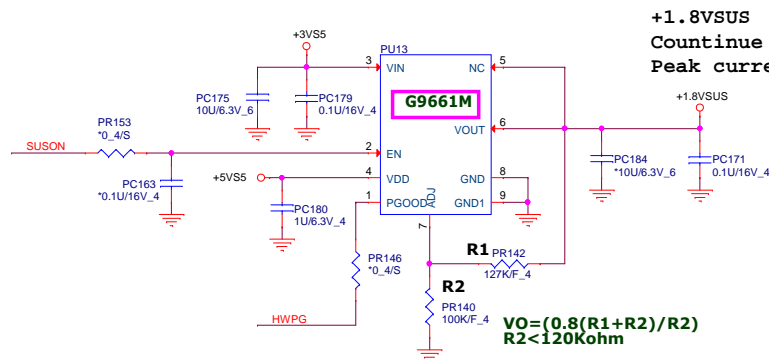 +1.8VSUS
Countinue
Peak curre
+3VS5
PU13
3
VIN
NC
5
PC175
10U/6.3V_6
PC179
0.1U/16V_4
G9661M
+1.8VSUS
PR153
*0_4/S
VOUT
6
SUSON
2
EN
PC184
*10U/6.3V_6
PC171
0.1U/16V_4
PC163
*0.1U/16V_4
+5VS5
4
VDD
GND
8
1
PGOOD
ADJ
GND1
9
PC180
1U/6.3V_4
7
R1
PR142
127K/F_4
PR146
*0_4/S
R2
PR140
100K/F_4
HWPG
VO=(0.8(R1+R2)/R2)
R2<120Kohm